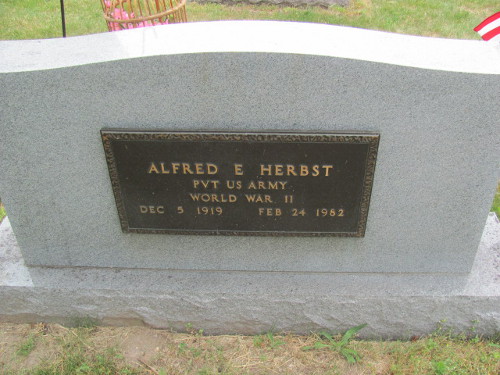 ALFRED E HERBST
PVT US ARMY
WORLD WAR II
DEC 5 1919 FEB 24 1982